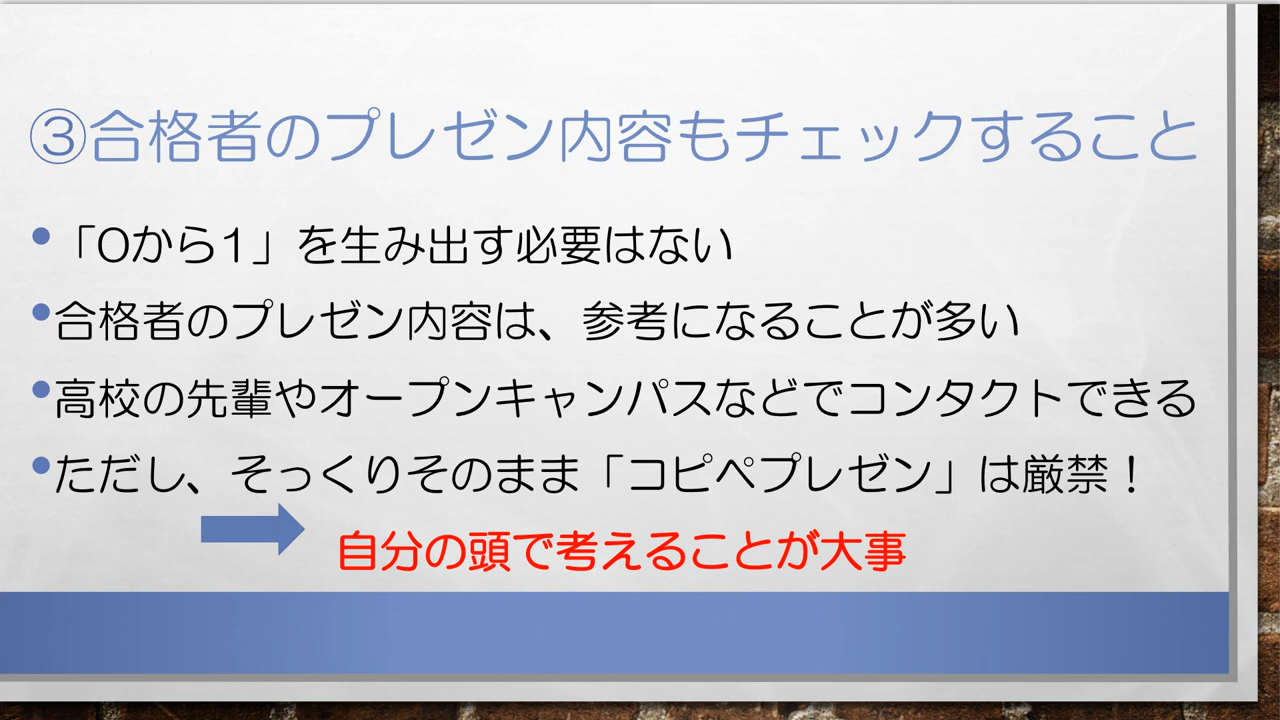 ③合格者のプレゼン内容もチェックすること
•「0から1」を生み出す必要はない
•合格者のプレゼン内容は、参考になることが多い
•高校の先輩やオープンキャンパスなどでコンタクトできる
•ただし、そっくりそのまま「コピペプレゼン」は厳禁！
自分の頭で考えることが大事